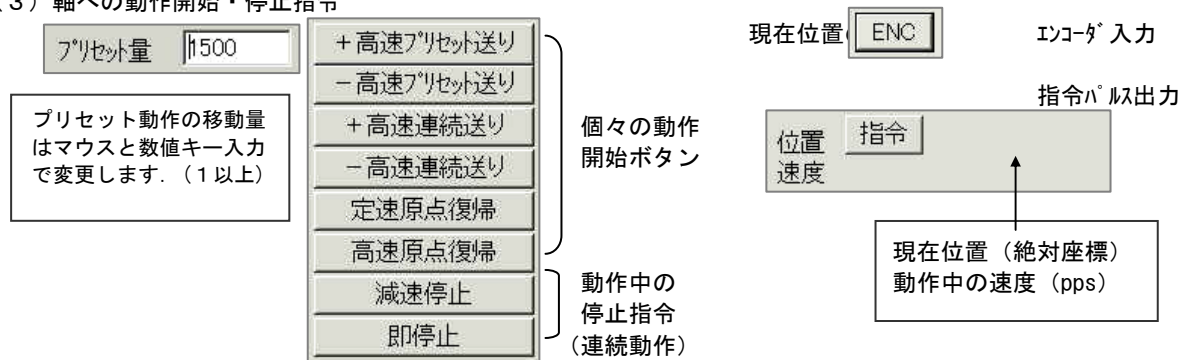 （３）軸への動作開始・停止指令
ﾌﾟﾘｾｯﾄ量 1500
プリセット動作の移動量
はマウスと数値キー入力
で変更します．（１以上）
＋高速ﾌﾟﾘｾｯﾄ送り
－高速ﾌﾟﾘｾｯﾄ送り
＋高速連続送り
－高速連続送り
定速原点復帰
高速原点復帰
減速停止
即停止
個々の動作
開始ボタン
動作中の
停止指令
（連続動作）
現在位置 ENC
ｴﾝｺｰﾀﾞ入力
指令ﾊﾟﾙｽ出力
位置 指令
速度
現在位置（絶対座標）
動作中の速度（pps）